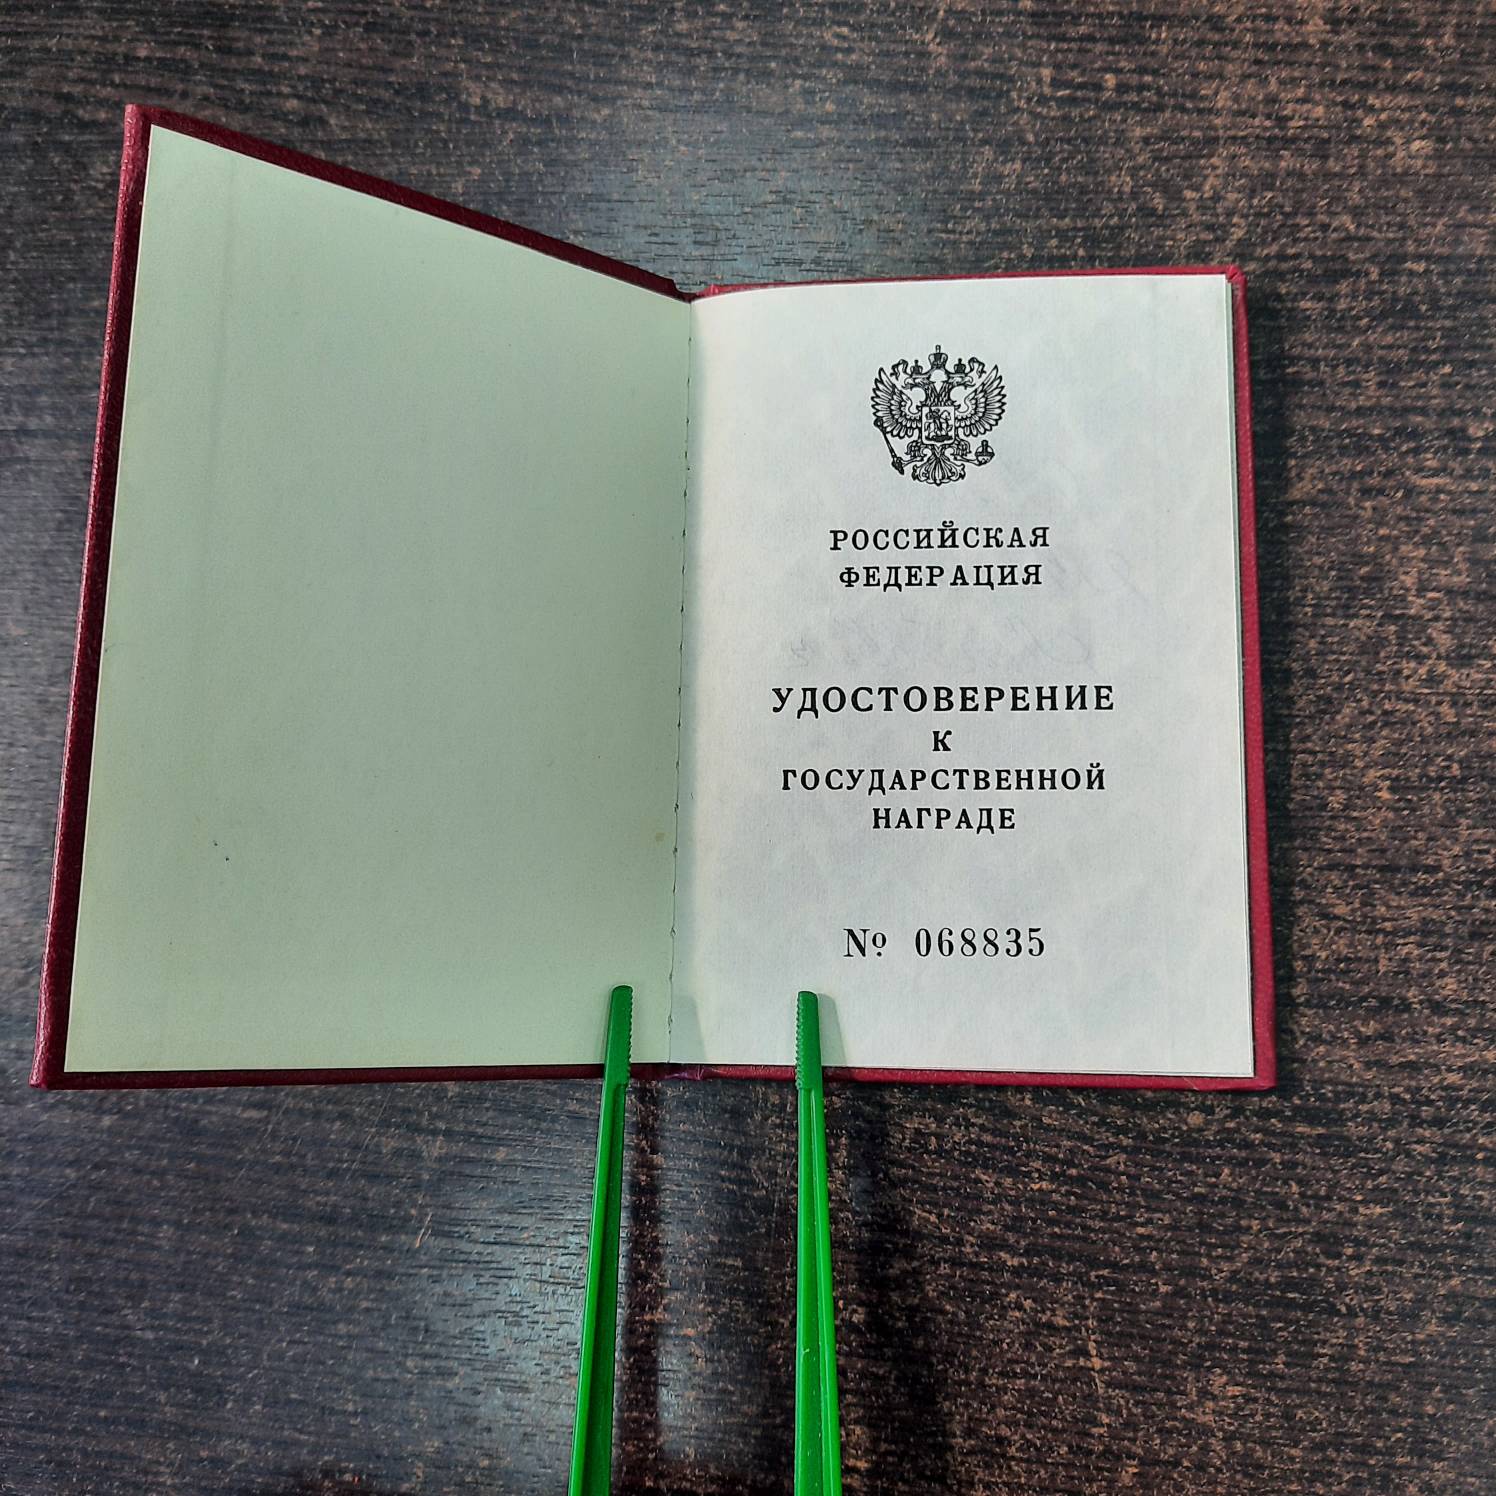 РОССИЙСКАЯ
ФЕДЕРАЦИЯ
УДОСТОВЕРЕНИЕ
К
ГОСУДАРСТВЕННОЙ
НАГРАДЕ
№ 068835